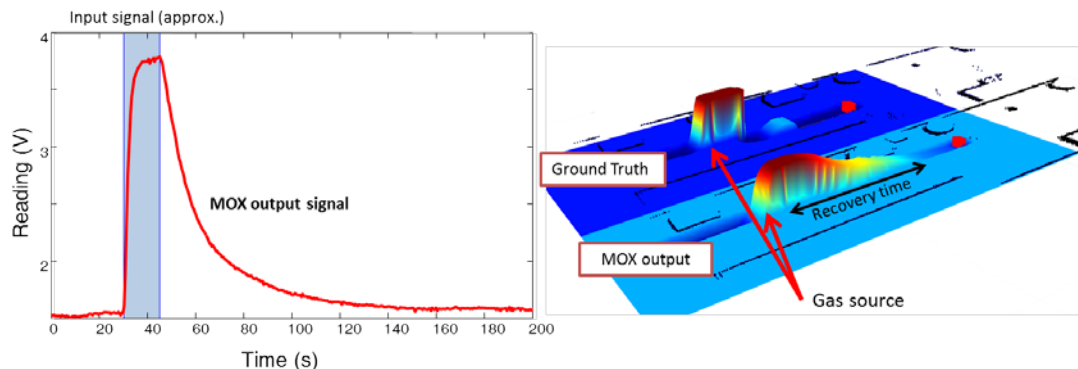 Input signal (approx.)
4
3
2
Reading (V)
MOX output signal
0 20 40 60 80 100 120 140 160 180 200
Time (s)
Ground Truth
Recovery time
MOX output
Gas source